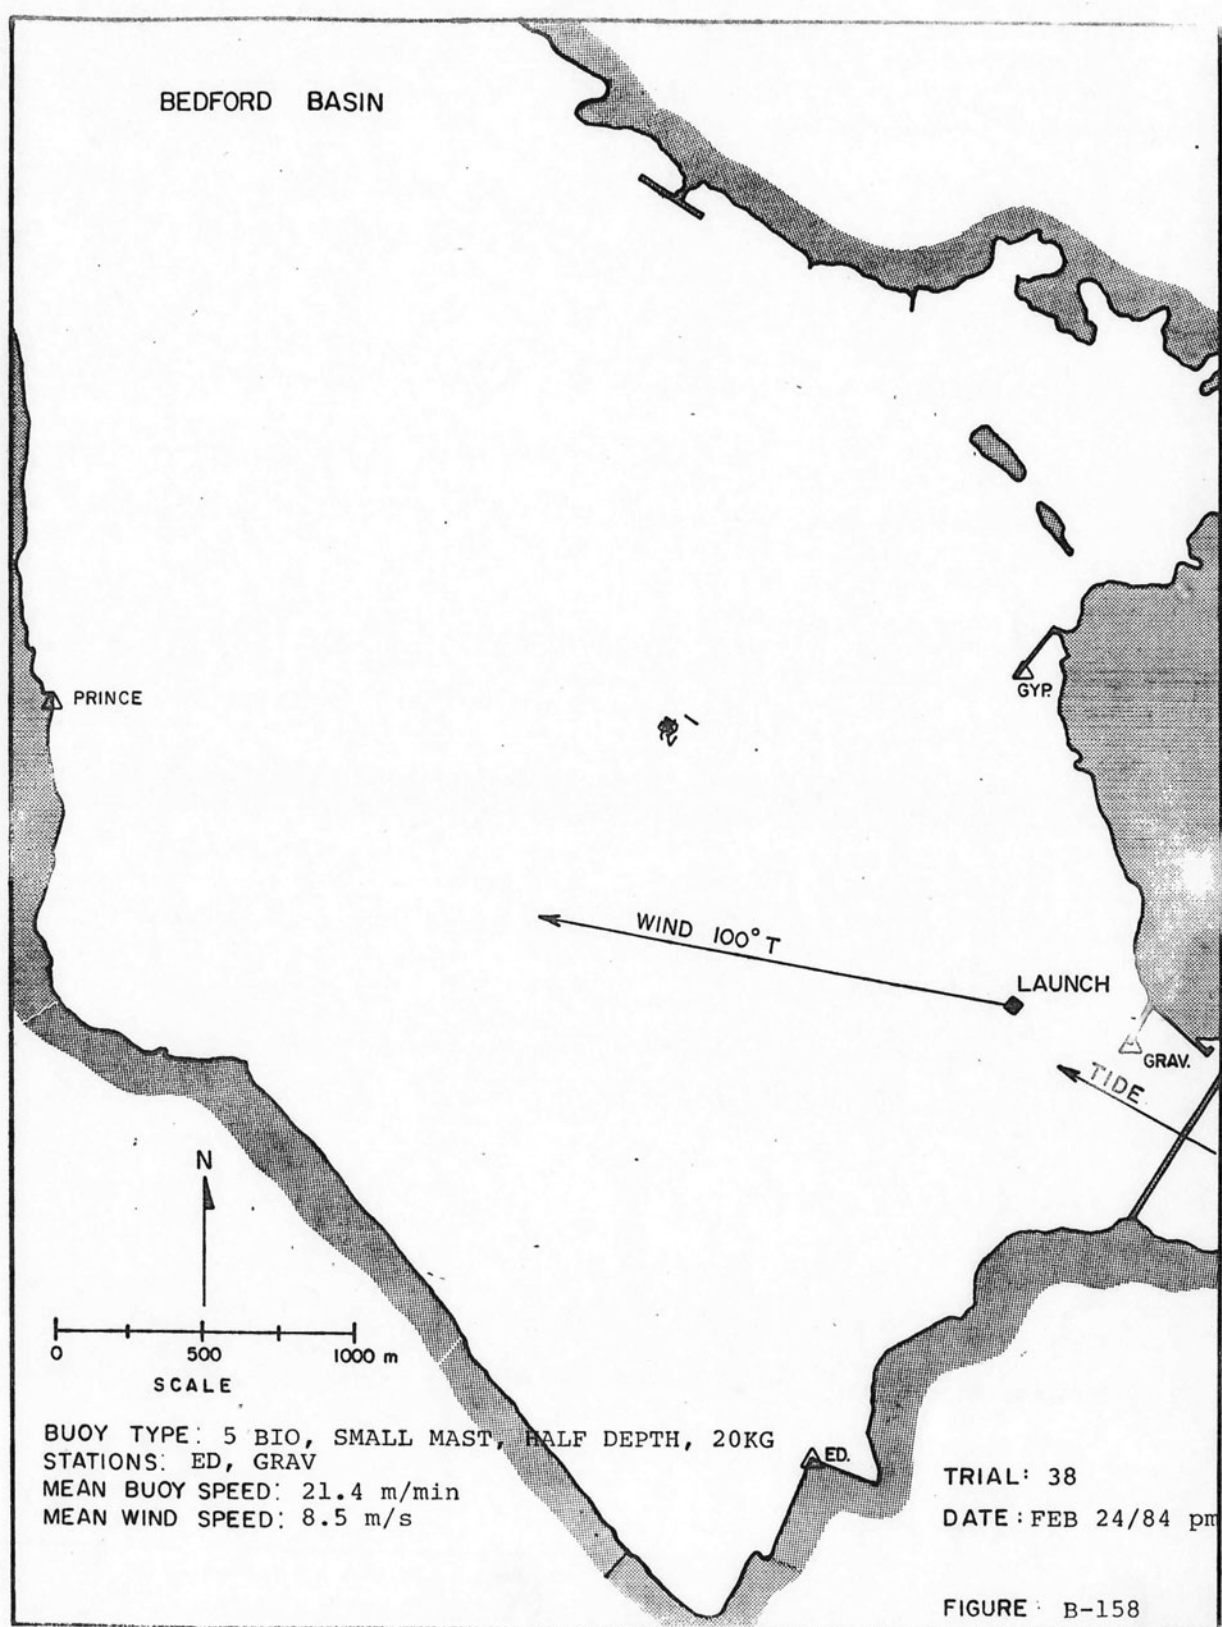 BEDFORD BASIN
PRINCE
GYP.
WIND 100° T
LAUNCH
GRAV.
TIDE
N
0 500 1000 m
SCALE
ED.
BUOY TYPE: 5 BIO, SMALL MAST, HALF DEPTH, 20KG
STATIONS: ED, GRAV
MEAN BUOY SPEED: 21.4 m/min
MEAN WIND SPEED: 8.5 m/s
TRIAL: 38
DATE: FEB 24/84 pm
FIGURE: B-158